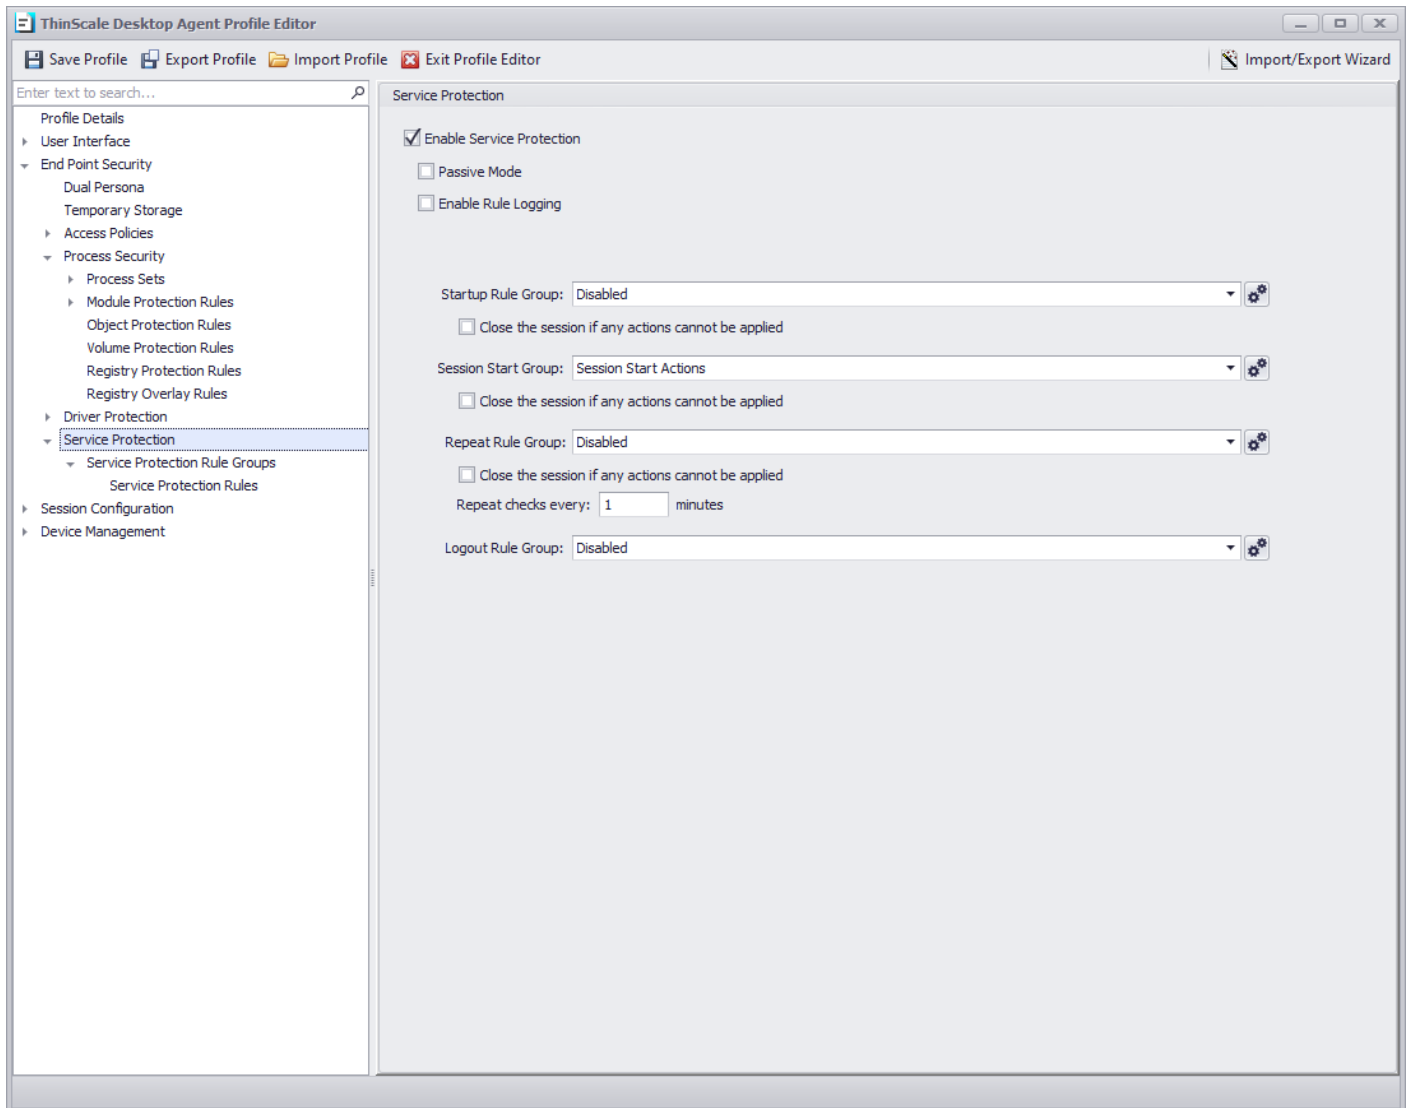 ThinScale Desktop Agent Profile Editor
Save Profile Export Profile Import Profile Exit Profile Editor Import/Export Wizard
Enter text to search...
Profile Details
User Interface
End Point Security
Dual Persona
Temporary Storage
Access Policies
Process Security
Process Sets
Module Protection Rules
Object Protection Rules
Volume Protection Rules
Registry Protection Rules
Registry Overlay Rules
Driver Protection
Service Protection
Service Protection Rule Groups
Service Protection Rules
Session Configuration
Device Management
Service Protection
Enable Service Protection
Passive Mode
Enable Rule Logging
Startup Rule Group: Disabled
Close the session if any actions cannot be applied
Session Start Group: Session Start Actions
Close the session if any actions cannot be applied
Repeat Rule Group: Disabled
Close the session if any actions cannot be applied
Repeat checks every: 1 minutes
Logout Rule Group: Disabled